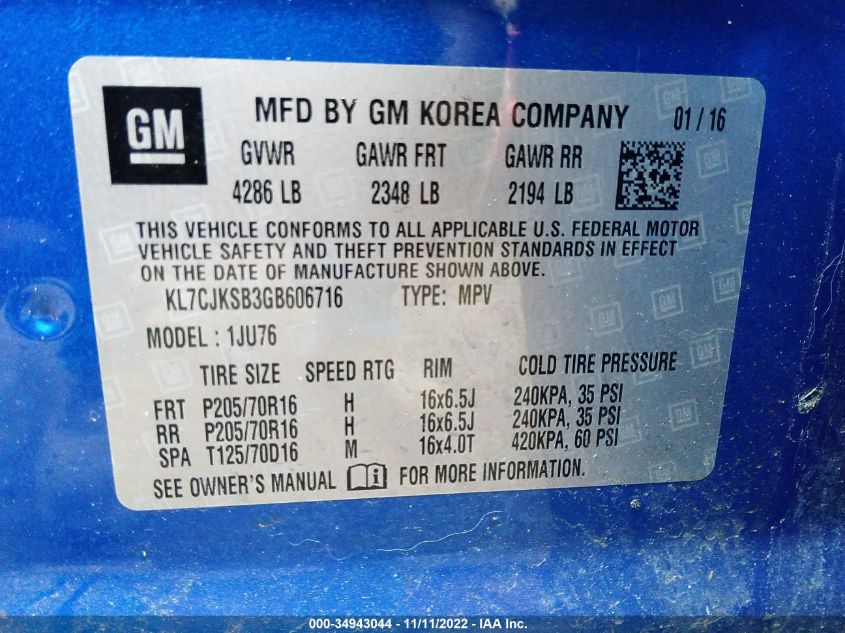 GM
MFD BY GM KOREA COMPANY 01 / 16
GVWR GAWR FRT GAWR RR
4286 LB 2348 LB 2194 LB
THIS VEHICLE CONFORMS TO ALL APPLICABLE U.S. FEDERAL MOTOR
VEHICLE SAFETY AND THEFT PREVENTION STANDARDS IN EFFECT
ON THE DATE OF MANUFACTURE SHOWN ABOVE.
KL7CJKSB3GB606716 TYPE: MPV
MODEL : 1JU76
TIRE SIZE SPEED RTG RIM COLD TIRE PRESSURE
FRT P205/70R16 H 16x6.5J 240KPA, 35 PSI
RR P205/70R16 H 16x6.5J 240KPA, 35 PSI
SPA T125/70D16 M 16x4.0T 420KPA, 60 PSI
SEE OWNER'S MANUAL FOR MORE INFORMATION.
000-34943044 - 11/11/2022 - IAA Inc.